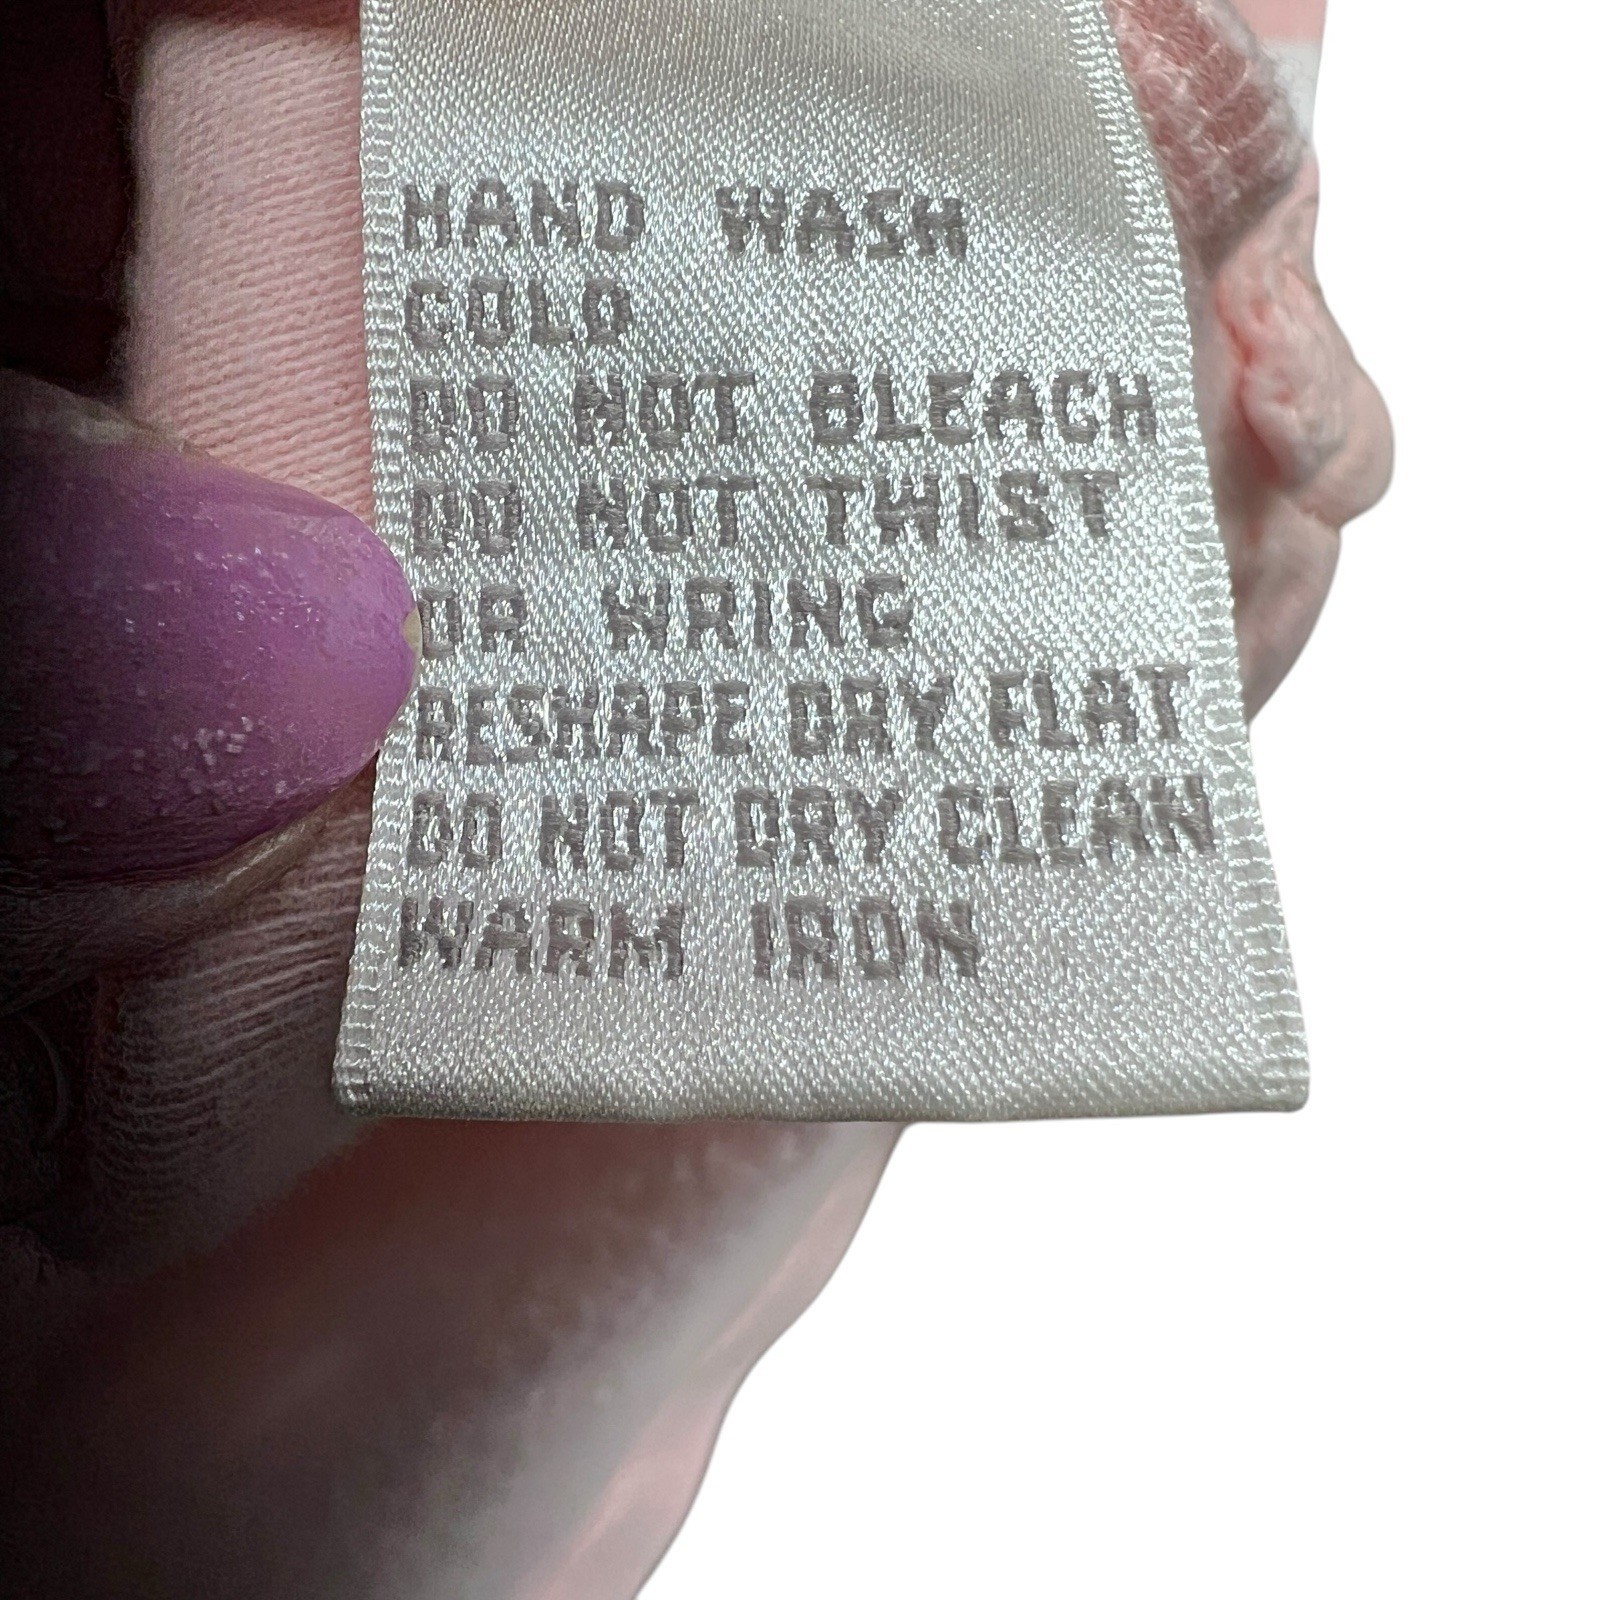 HAND WASH
COLD
DO NOT BLEACH
DO NOT TWIST
OR WRING
RESHAPE DRY FLAT
DO NOT DRY CLEAN
WARM IRON